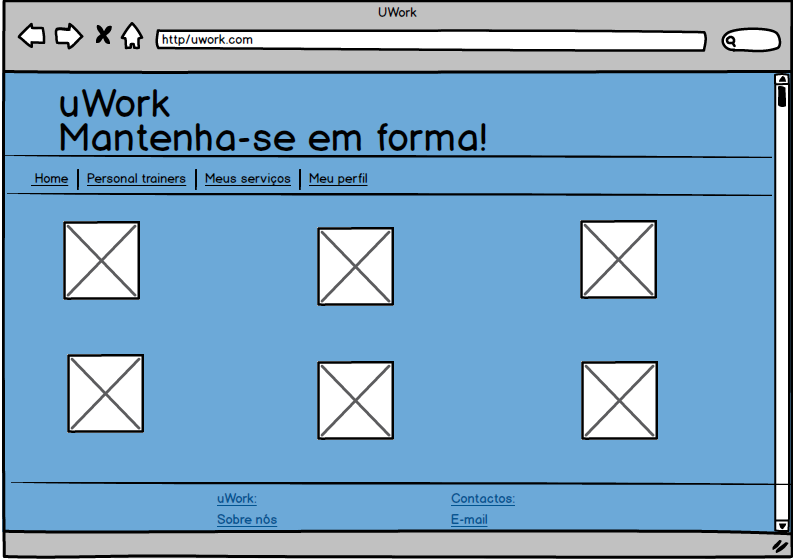 UWork
http/uwork.com
uWork
Mantenha-se em forma!
Home Personal trainers Meus serviços Meu perfil
uWork: Contactos:
Sobre nós E-mail